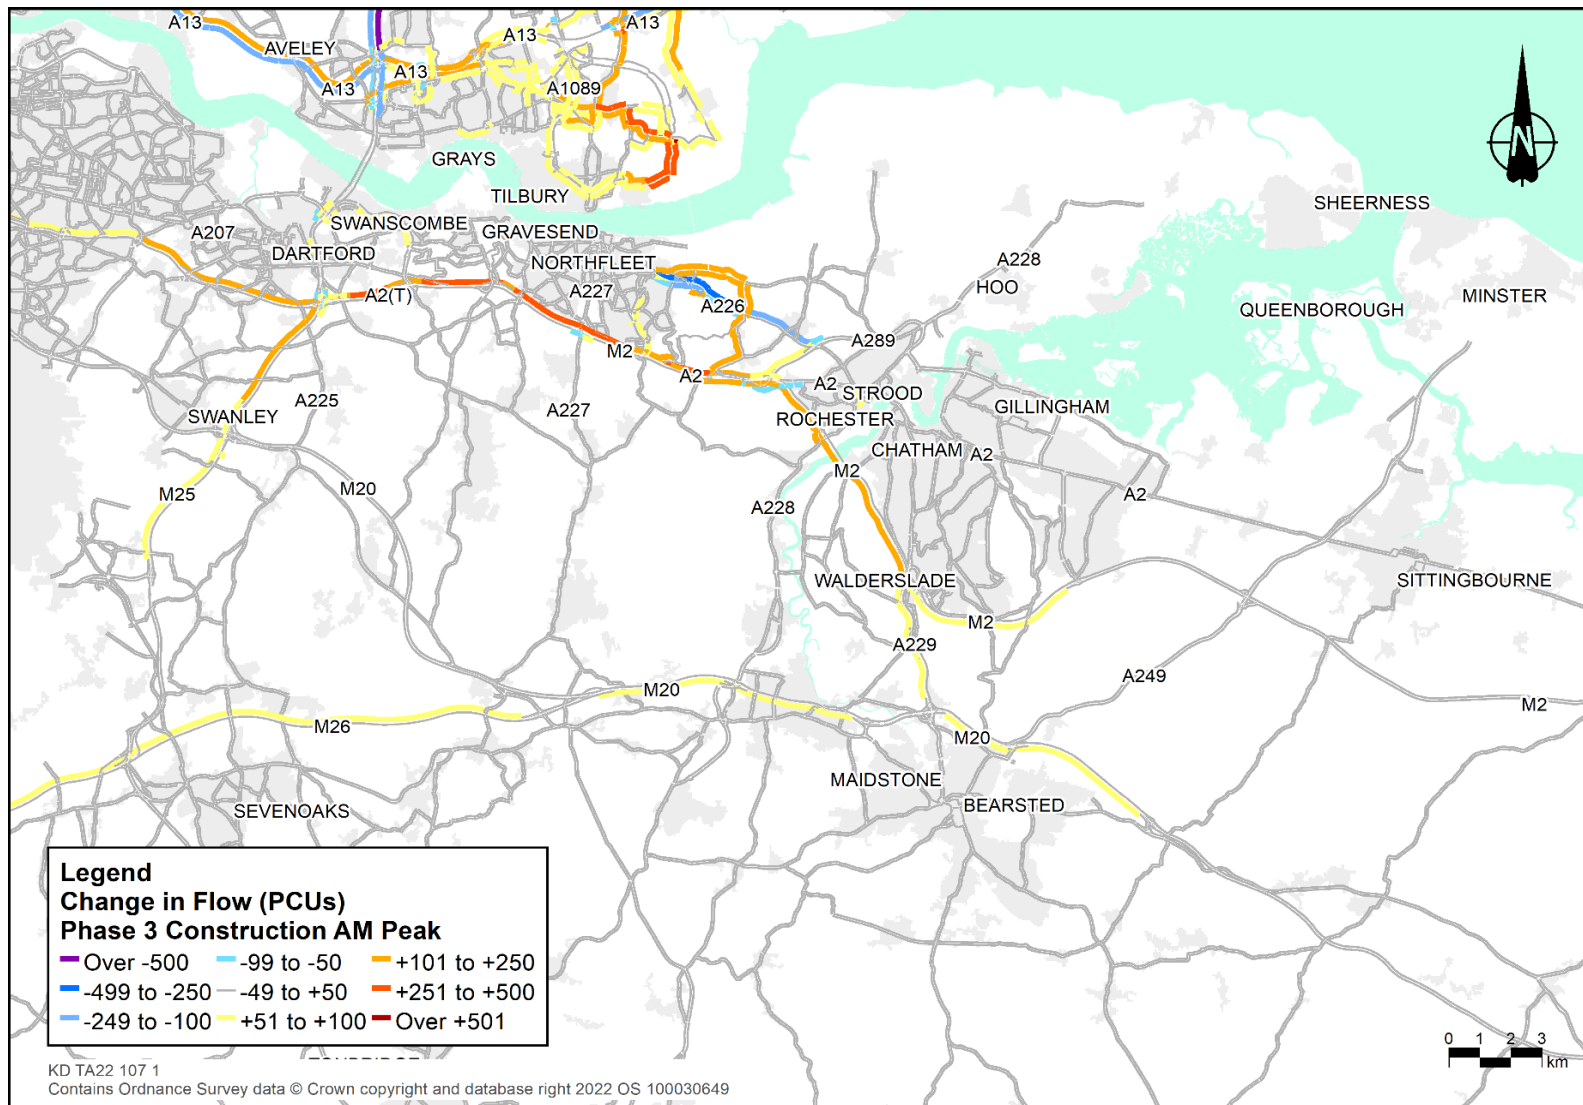 A13
A13
A13
AVELEY
A13
A13
A1089
GRAYS
TILBURY
SHEERNESS
SWANSCOMBE
A207
GRAVESEND
DARTFORD
NORTHFLEET
A228
HOO
A2(T)
A227
A226
QUEENBOROUGH
MINSTER
M2
A289
A2
A2
STROOD
A225
A227
GILLINGHAM
SWANLEY
ROCHESTER
CHATHAM
A2
M2
M20
M25
A2
A228
WALDERSLADE
SITTINGBOURNE
M2
A229
A249
M20
M2
M26
M20
MAIDSTONE
BEARSTED
SEVENOAKS
Legend
Change in Flow (PCUs)
Phase 3 Construction AM Peak
Over -500
-99 to -50
+101 to +250
-499 to -250
-49 to +50
+251 to +500
-249 to -100
+51 to +100
Over +501
N
0 1 2 3
km
KD TA22 107 1
Contains Ordnance Survey data © Crown copyright and database right 2022 OS 100030649